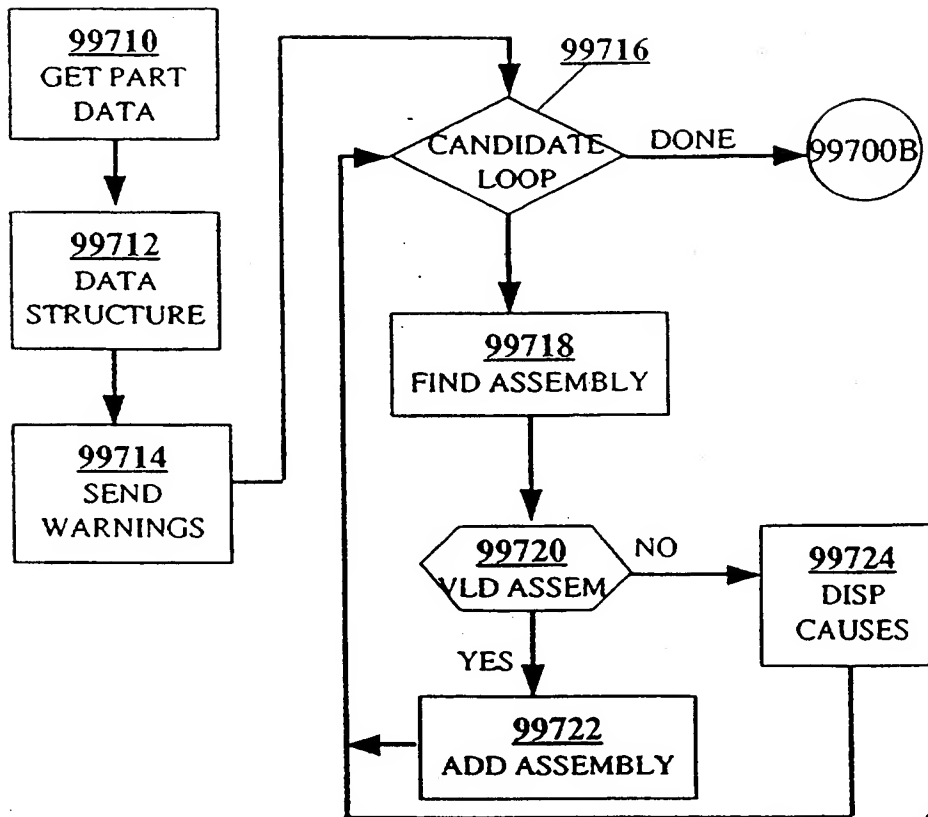 99710
GET PART
DATA
99712
DATA
STRUCTURE
99714
SEND
WARNINGS
99716
CANDIDATE
LOOP
DONE
99700B
99718
FIND ASSEMBLY
99720
VLD ASSEM
NO
YES
99724
DISP
CAUSES
99722
ADD ASSEMBLY